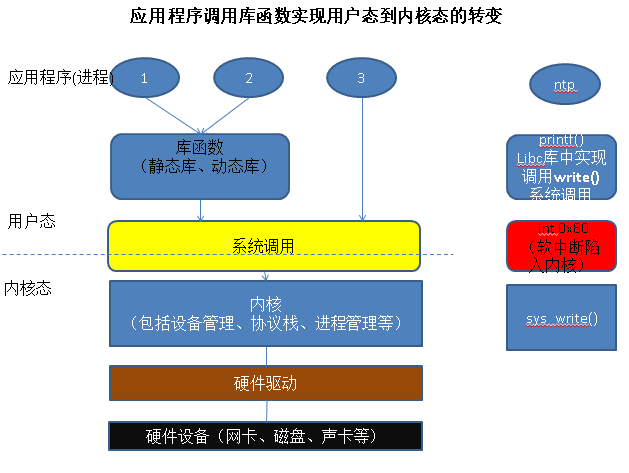 应用程序调用库函数实现用户态到内核态的转变
应用程序(进程)
1
2
3
ntp
库函数
（静态库、动态库）
printf()
Libc库中实现
调用write()
系统调用
用户态
系统调用
int 0x80
（软中断陷
入内核）
内核态
内核
（包括设备管理、协议栈、进程管理等）
sys_write()
硬件驱动
硬件设备（网卡、磁盘、声卡等）